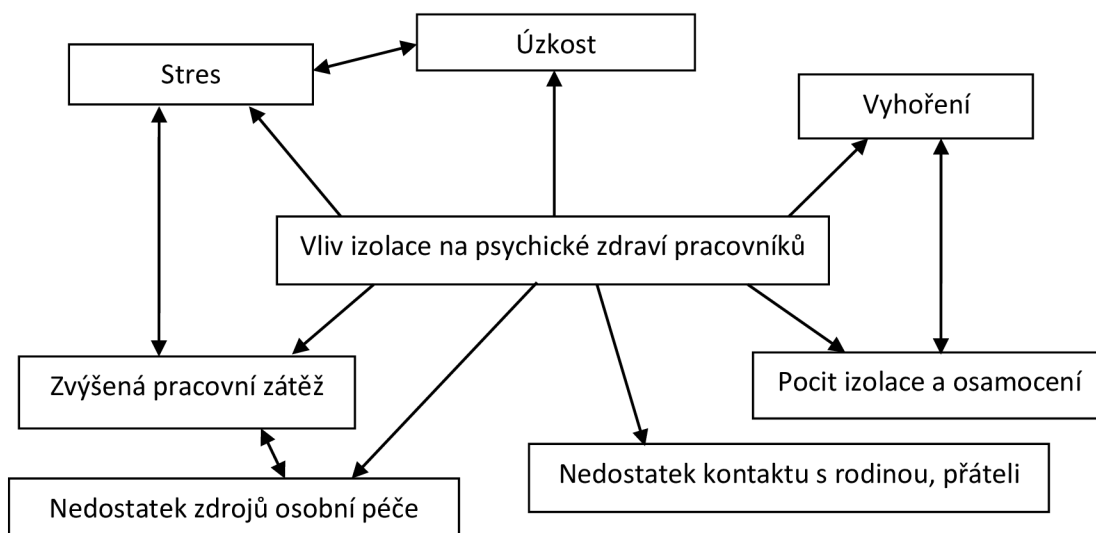 Úzkost
Stres
Vyhoření
Vliv izolace na psychické zdraví pracovníků
Zvýšená pracovní zátěž
Pocit izolace a osamocení
Nedostatek kontaktu s rodinou, přáteli
Nedostatek zdrojů osobní péče